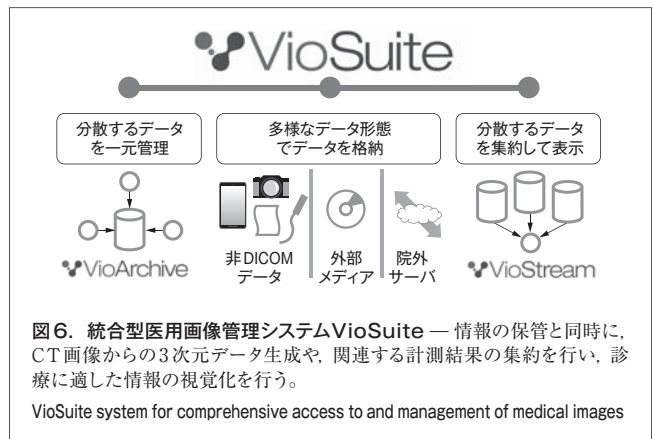 VioSuite
分散するデータ
を一元管理
多様なデータ形態
でデータを格納
分散するデータ
を集約して表示
VioArchive
非DICOM
データ
外部
メディア
院外
サーバ
VioStream
図6. 統合型医用画像管理システムVioSuite — 情報の保管と同時に,
CT画像からの3次元データ生成や, 関連する計測結果の集約を行い, 診
療に適した情報の視覚化を行う。
VioSuite system for comprehensive access to and management of medical images